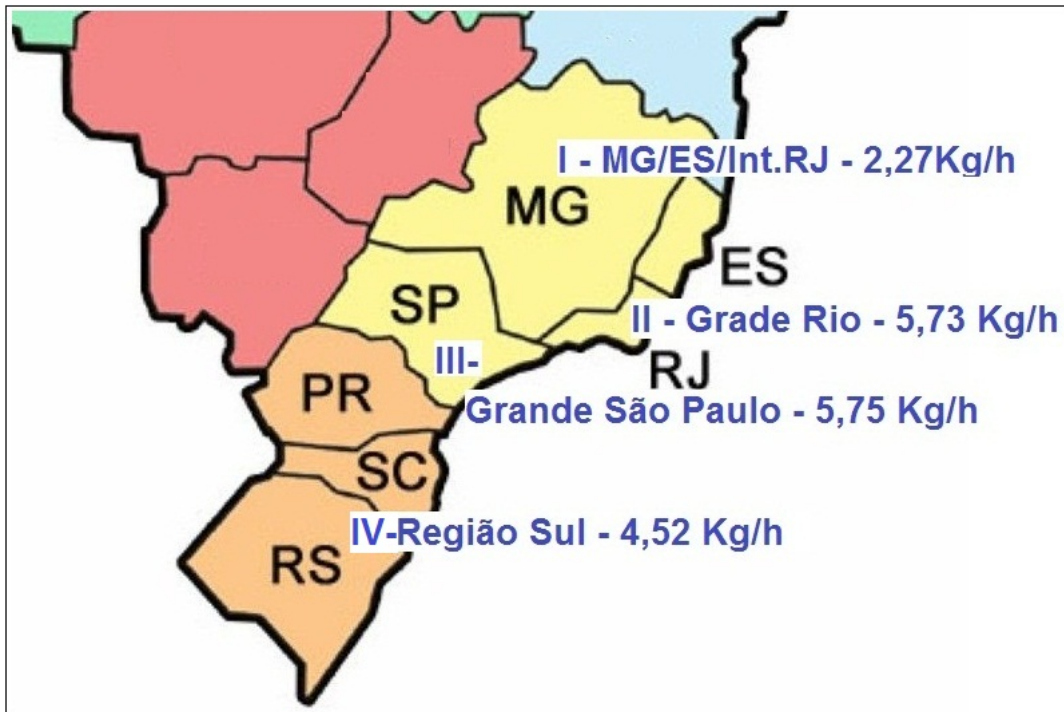 I - MG/ES/Int.RJ - 2,27Kg/h
MG
ES
SP
II - Grade Rio - 5,73 Kg/h
III-
RJ
PR
Grande São Paulo - 5,75 Kg/h
SC
IV-Região Sul - 4,52 Kg/h
RS